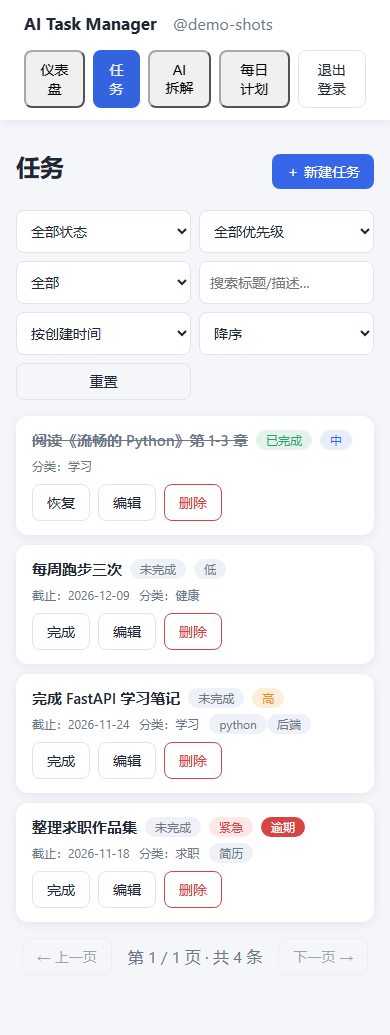 AI Task Manager @demo-shots
仪表
盘
任
务
AI
拆解
每日
计划
退出
登录
任务
+ 新建任务
全部状态 全部优先级
全部 搜索标题/描述...
按创建时间 降序
重置
阅读《流畅的 Python》第 1-3 章 已完成 中
分类：学习
恢复 编辑 删除
每周跑步三次 未完成 低
截止：2026-12-09 分类：健康
完成 编辑 删除
完成 FastAPI 学习笔记 未完成 高
截止：2026-11-24 分类：学习 python 后端
完成 编辑 删除
整理求职作品集 未完成 紧急 逾期
截止：2026-11-18 分类：求职 简历
完成 编辑 删除
← 上一页 第 1 / 1 页 · 共 4 条 下一页 →